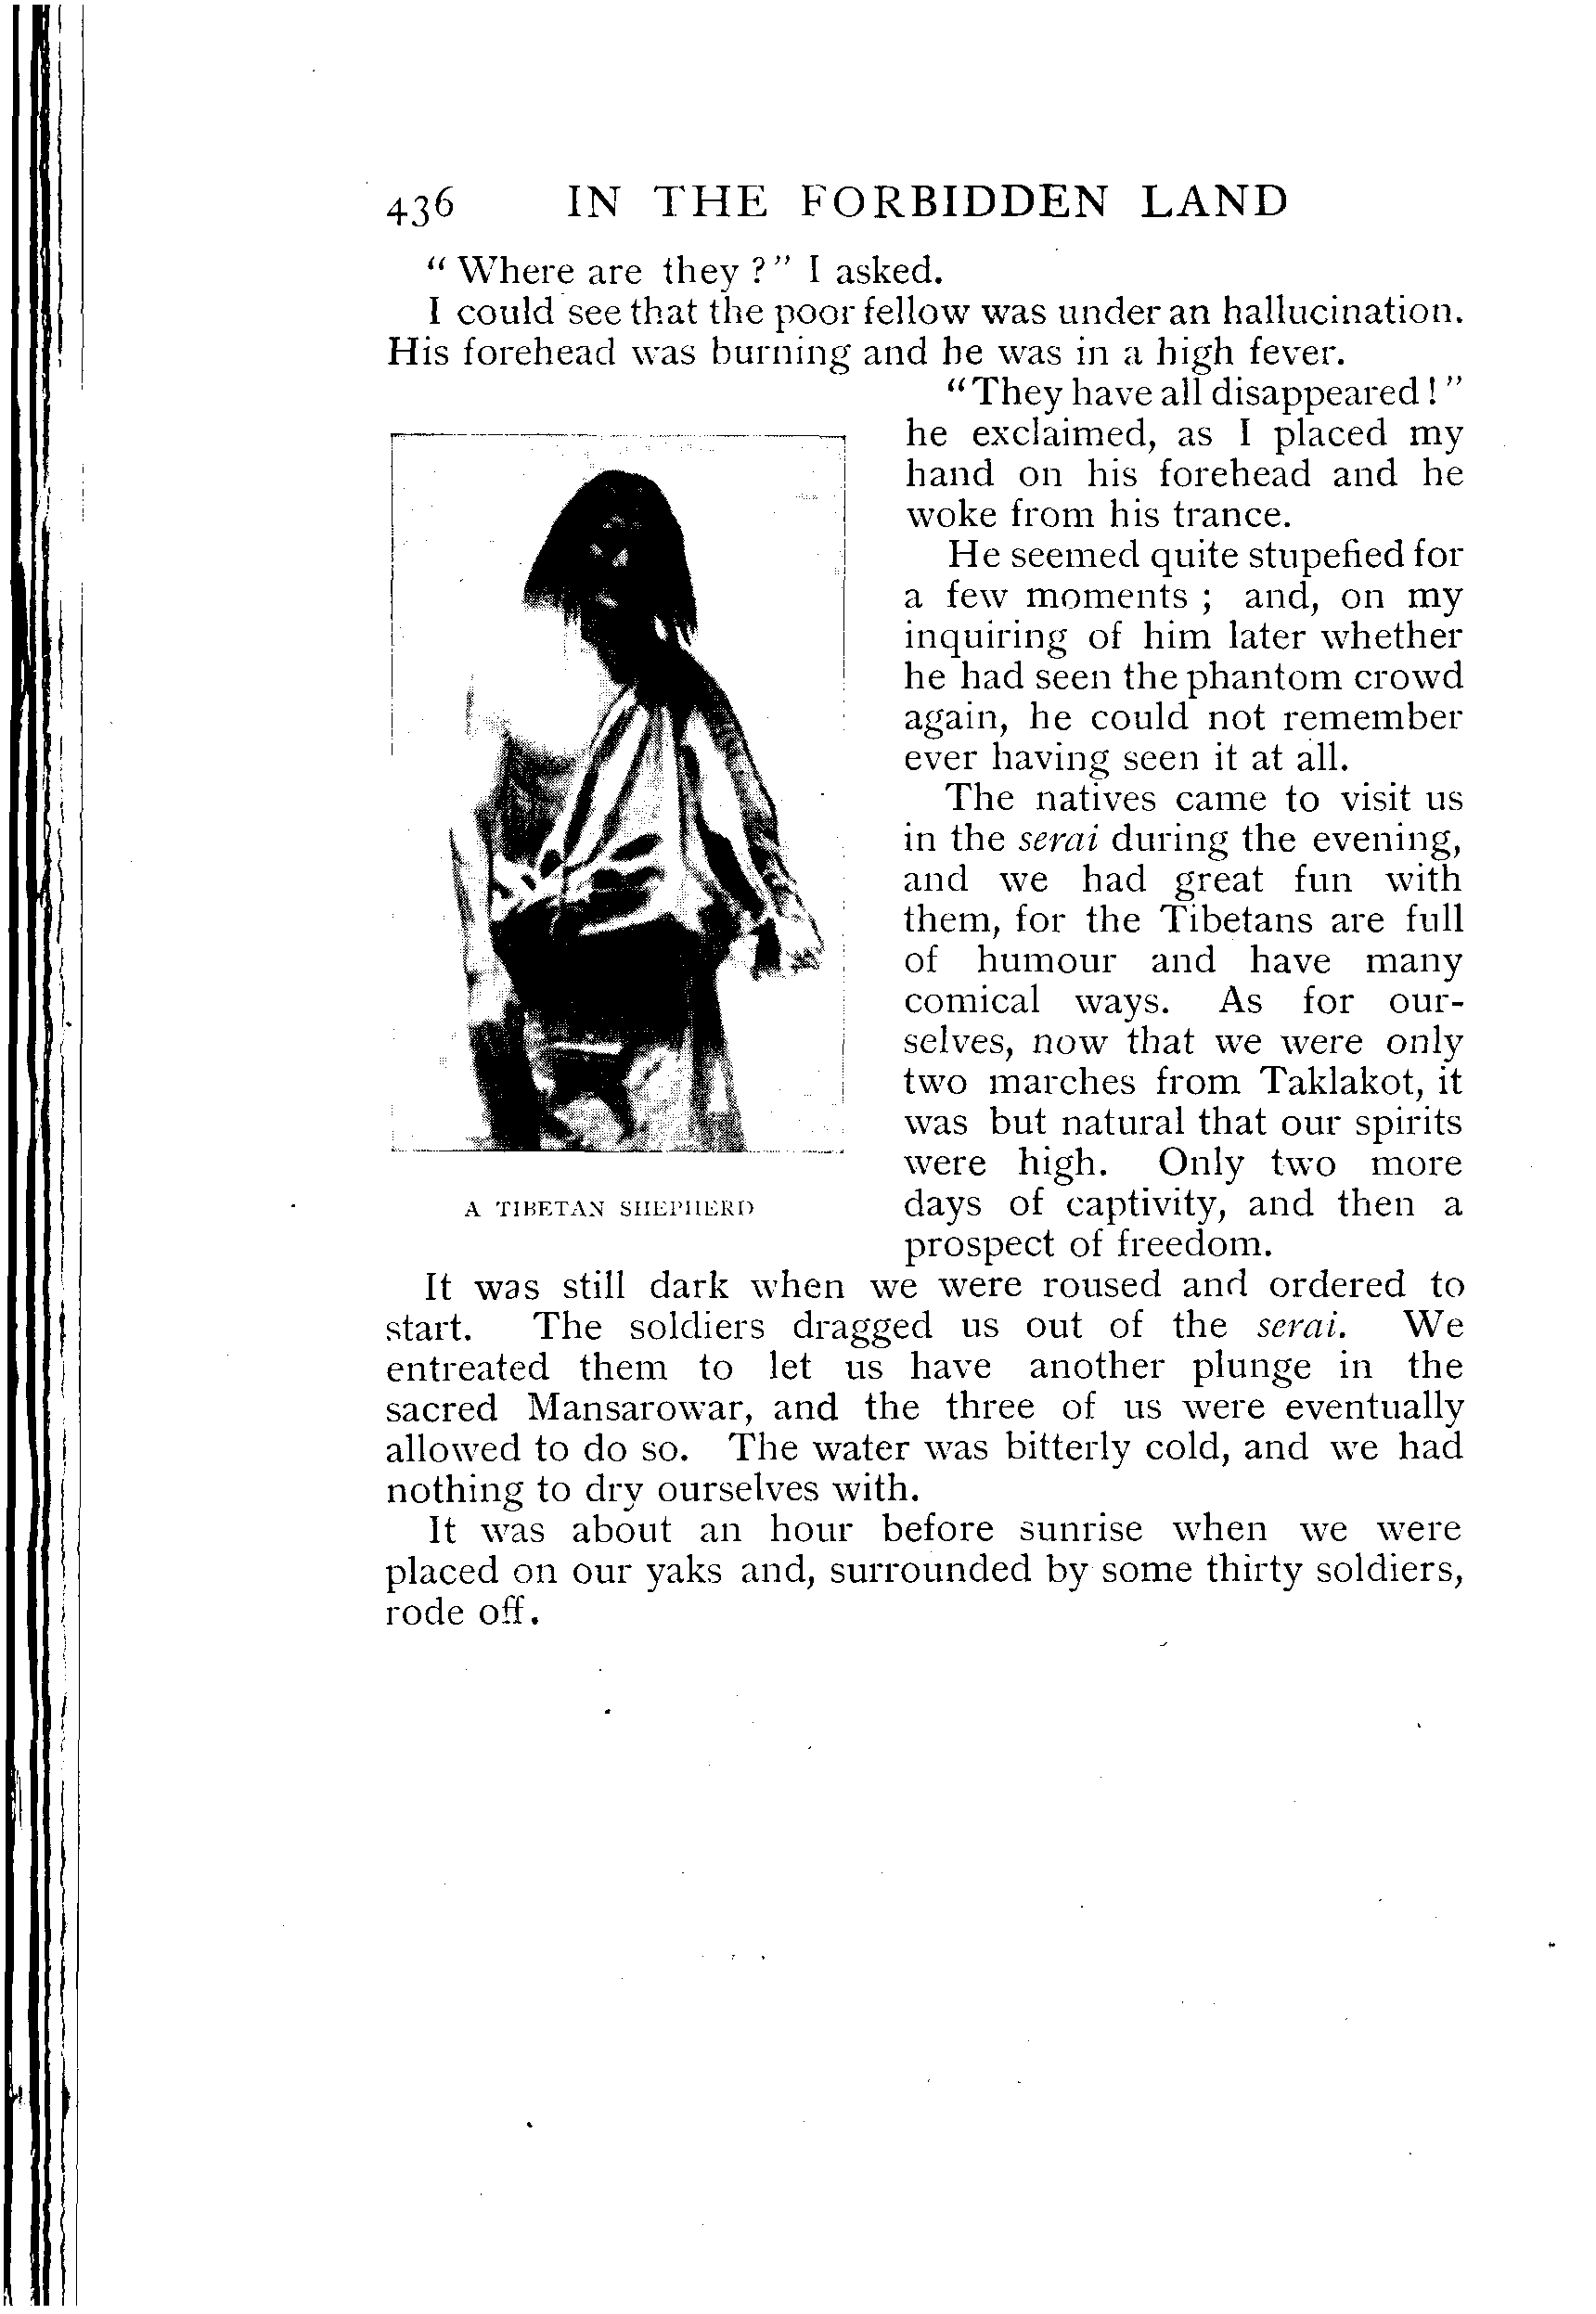 436 IN THE FORBIDDEN LAND
“Where are they?” I asked.
I could see that the poor fellow was under an hallucination.
His forehead was burning and he was in a high fever.
“They have all disappeared!”
he exclaimed, as I placed my
hand on his forehead and he
woke from his trance.
He seemed quite stupefied for
a few moments; and, on my
inquiring of him later whether
he had seen the phantom crowd
again, he could not remember
ever having seen it at all.
The natives came to visit us
in the serai during the evening,
and we had great fun with
them, for the Tibetans are full
of humour and have many
comical ways. As for our-
selves, now that we were only
two marches from Taklakot, it
was but natural that our spirits
were high. Only two more
days of captivity, and then a
prospect of freedom.
A TIBETAN SHEPHERD
It was still dark when we were roused and ordered to
start. The soldiers dragged us out of the serai. We
entreated them to let us have another plunge in the
sacred Mansarowar, and the three of us were eventually
allowed to do so. The water was bitterly cold, and we had
nothing to dry ourselves with.
It was about an hour before sunrise when we were
placed on our yaks and, surrounded by some thirty soldiers,
rode off.